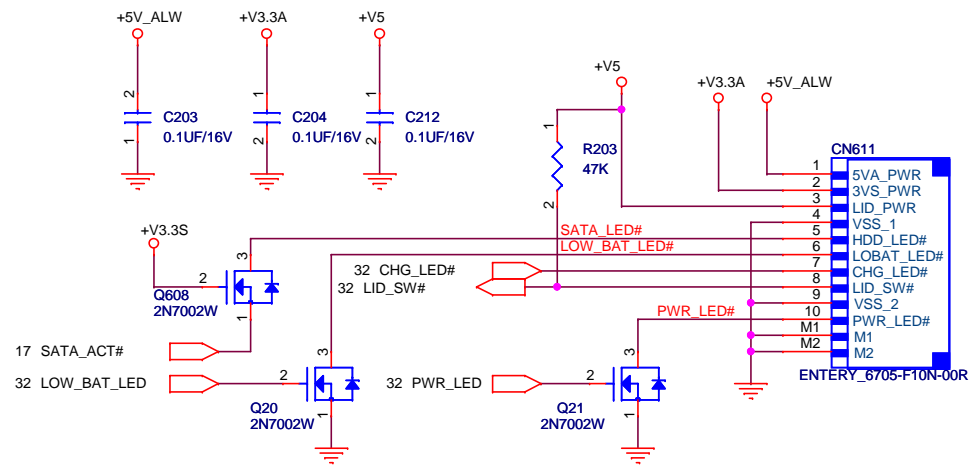 +5V_ALW
+V3.3A
+V5
2
1
1
C203
C204
C212
0.1UF/16V
0.1UF/16V
0.1UF/16V
1
2
2
+V5
+V3.3A
+5V_ALW
1
R203
47K
2
CN611
1 5VA_PWR
2 3VS_PWR
3 LID_PWR
4 VSS_1
5 HDD_LED#
6 LOBAT_LED#
7 CHG_LED#
8 LID_SW#
9 VSS_2
10 PWR_LED#
M1 M1
M2 M2
ENTERY_6705-F10N-00R
+V3.3S
SATA_LED#
LOW_BAT_LED#
32 CHG_LED#
32 LID_SW#
PWR_LED#
3
2
Q608
2N7002W
1
17 SATA_ACT#
32 LOW_BAT_LED
3
2
Q20
2N7002W
1
32 PWR_LED
3
2
Q21
2N7002W
1